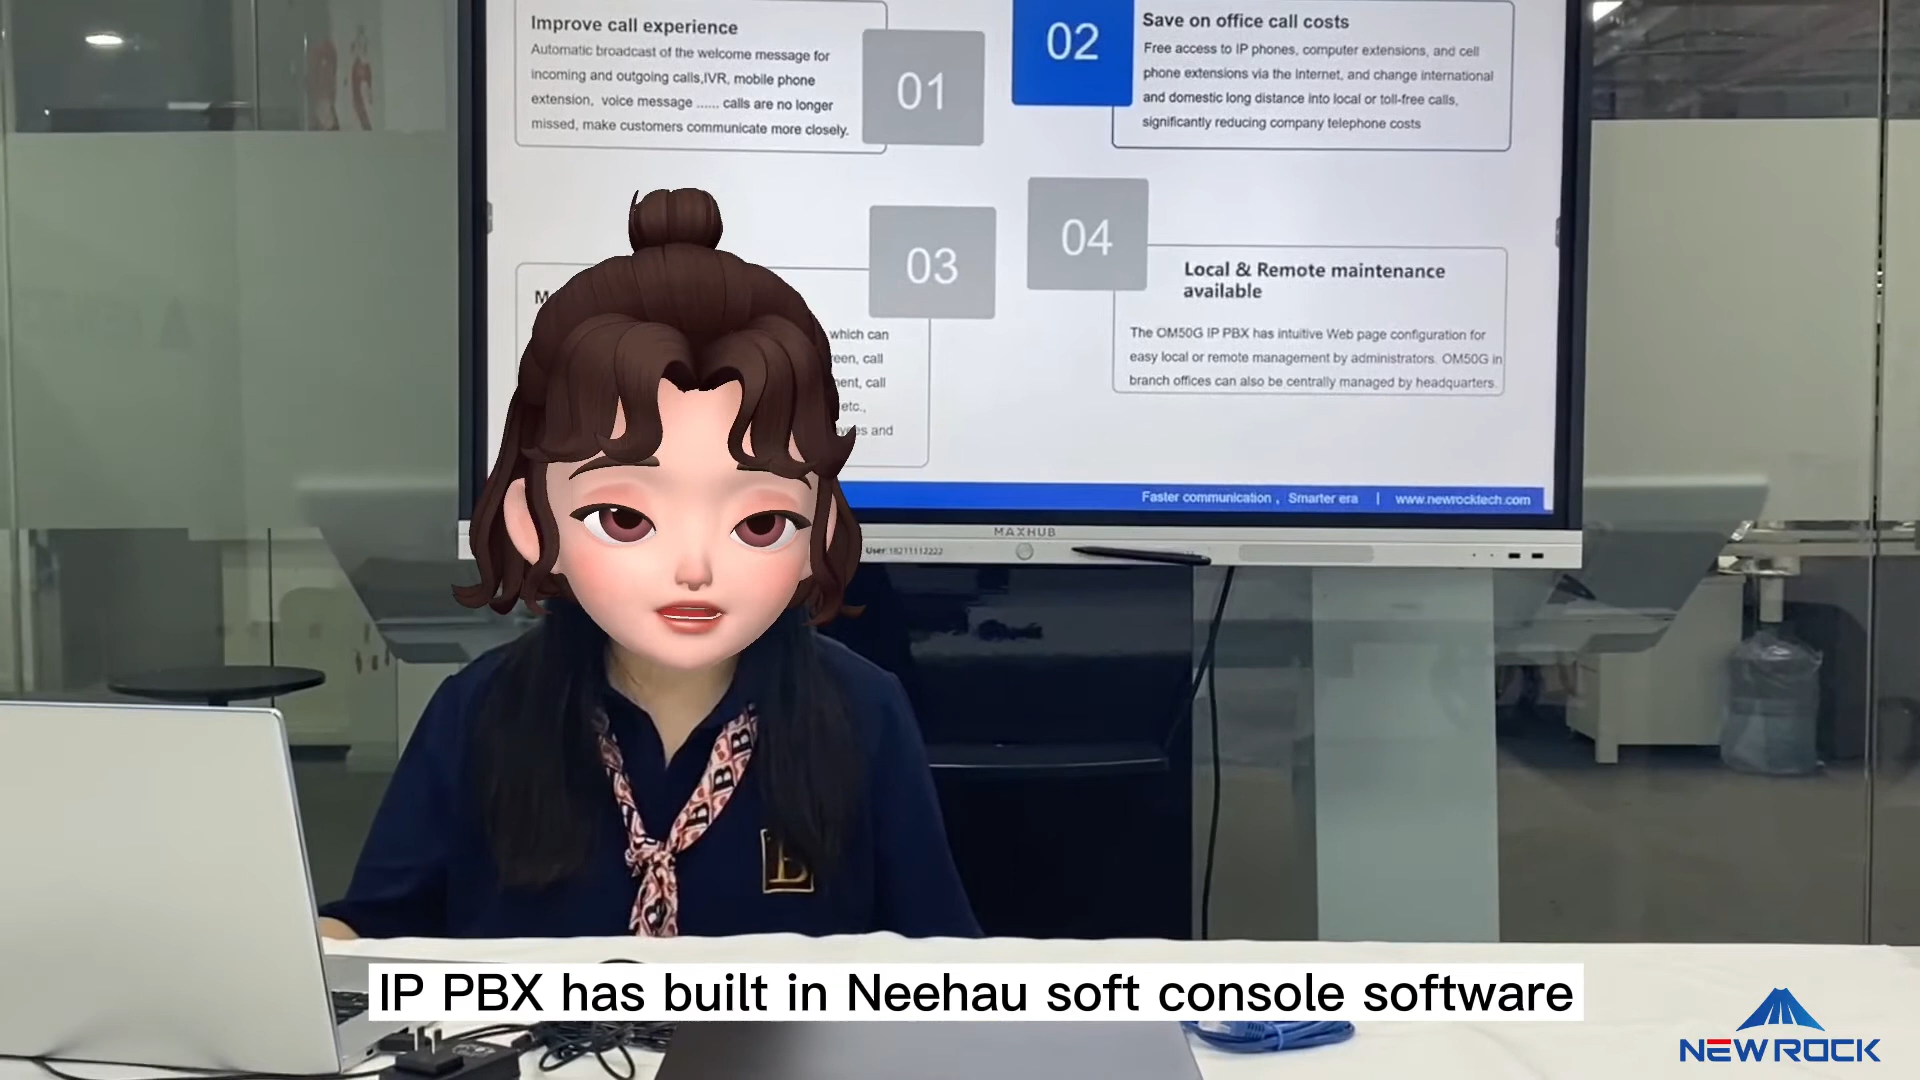 Improve call experience
Automatic broadcast of the welcome message for
incoming and outgoing calls,IVR, mobile phone
extension, voice message ...... calls are no longer
missed, make customers communicate more closely.
01
02
Save on office call costs
Free access to IP phones, computer extensions, and cell
phone extensions via the Internet, and change international
and domestic long distance into local or toll-free calls,
significantly reducing company telephone costs
03
which can
call
call
etc.,
and
04
Local & Remote maintenance
available
The OM50G IP PBX has intuitive Web page configuration for
easy local or remote management by administrators. OM50G in
branch offices can also be centrally managed by headquarters.
Faster communication , Smarter era | www.newrocktech.com
MAXHUB
User:18211112222
B
IP PBX has built in Neehau soft console software
NEWROCK